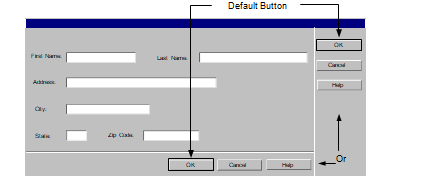 Default Button
OK
First Name:
Last Name:
Cancel
Address:
Help
City:
State:
Zip Code:
Or
OK
Cancel
Help